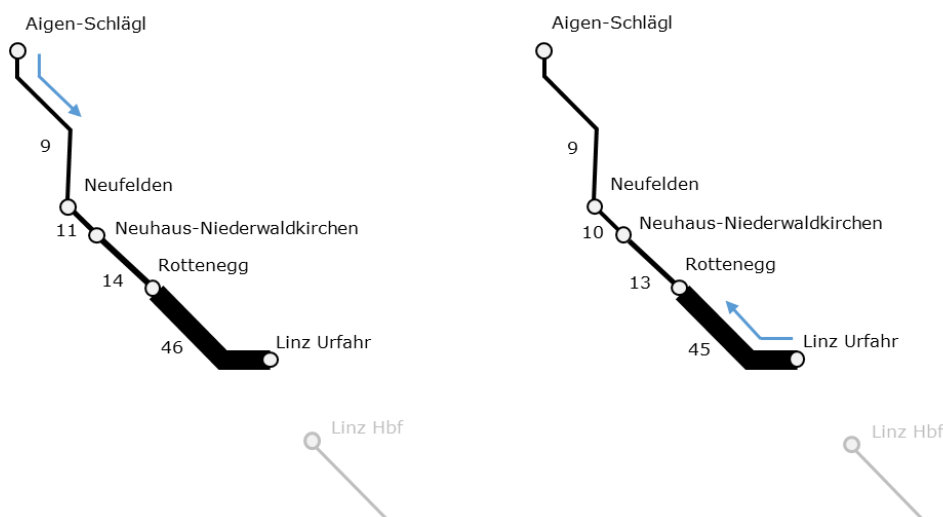 Aigen-Schlägl
9
Neufelden
11
Neuhaus-Niederwaldkirchen
Rottenegg
14
46
Linz Urfahr
Linz Hbf
Aigen-Schlägl
9
Neufelden
10
Neuhaus-Niederwaldkirchen
Rottenegg
13
45
Linz Urfahr
Linz Hbf